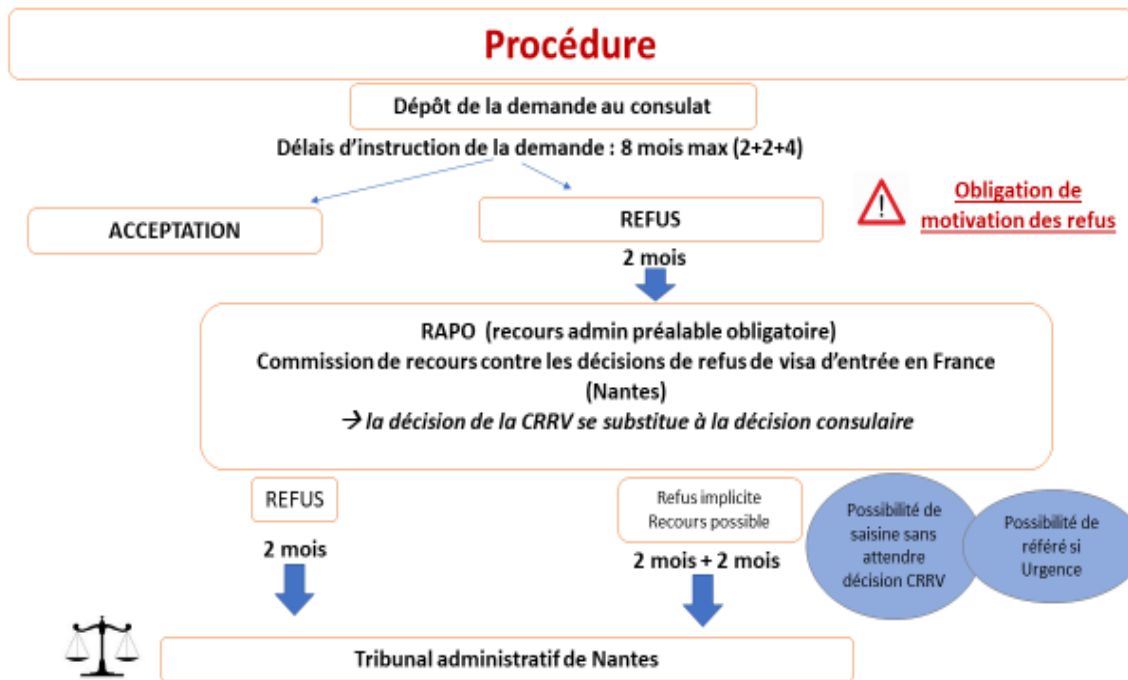 Procédure
Dépôt de la demande au consulat
Délais d'instruction de la demande : 8 mois max (2+2+4)
ACCEPTATION
REFUS
Obligation de
motivation des refus
2 mois
RAPO (recours admin préalable obligatoire)
Commission de recours contre les décisions de refus de visa d'entrée en France
(Nantes)
→ la décision de la CRRV se substitue à la décision consulaire
REFUS
2 mois
Refus implicite
Recours possible
2 mois + 2 mois
Possibilité de
saisine sans
attendre
décision CRRV
Possibilité de
référé si
Urgence
Tribunal administratif de Nantes